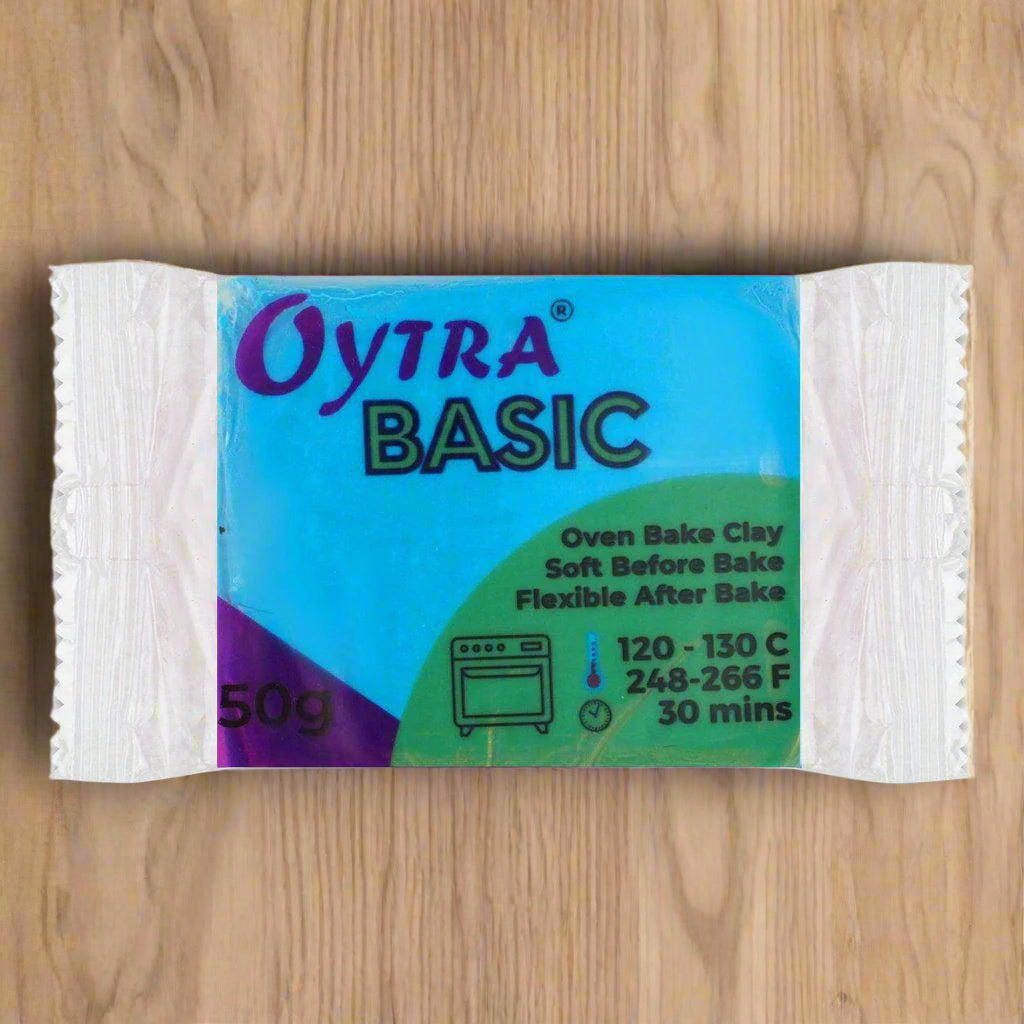 OYTRA®
BASIC
Oven Bake Clay
Soft Before Bake
Flexible After Bake
120 - 130 C
248-266 F
30 mins
50g